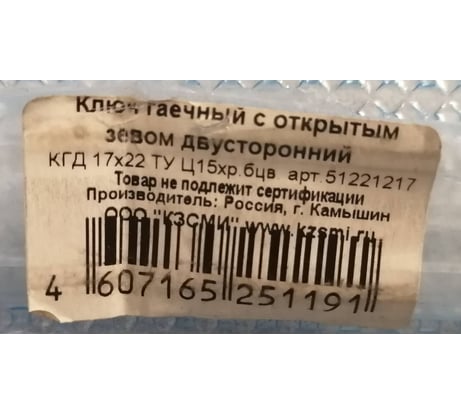 Ключ гаечный с открытым
зевом двусторонний
КГД 17х22 ТУ Ц15хр.бцв арт.51221217
Товар не подлежит сертификации
Производитель: Россия, г. Камышин
ООО "КЗСМИ" www.kzsmi.ru
4 607165 251191